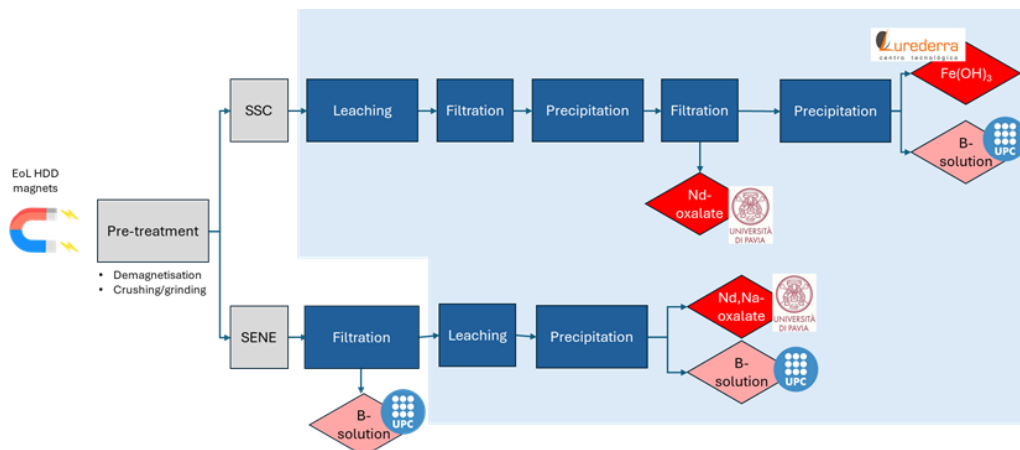 Lurederra
centro tecnológico
Fe(OH)3
SSC
Leaching
Filtration
Precipitation
Filtration
Precipitation
B-
solution
UPC
EoL HDD
magnets
Nd-
oxalate
UNIVERSITÀ
DI PAVIA
Pre-treatment
• Demagnetisation
• Crushing/grinding
Nd,Na-
oxalate
UNIVERSITÀ
DI PAVIA
SENE
Filtration
Leaching
Precipitation
B-
solution
UPC
B-
solution
UPC